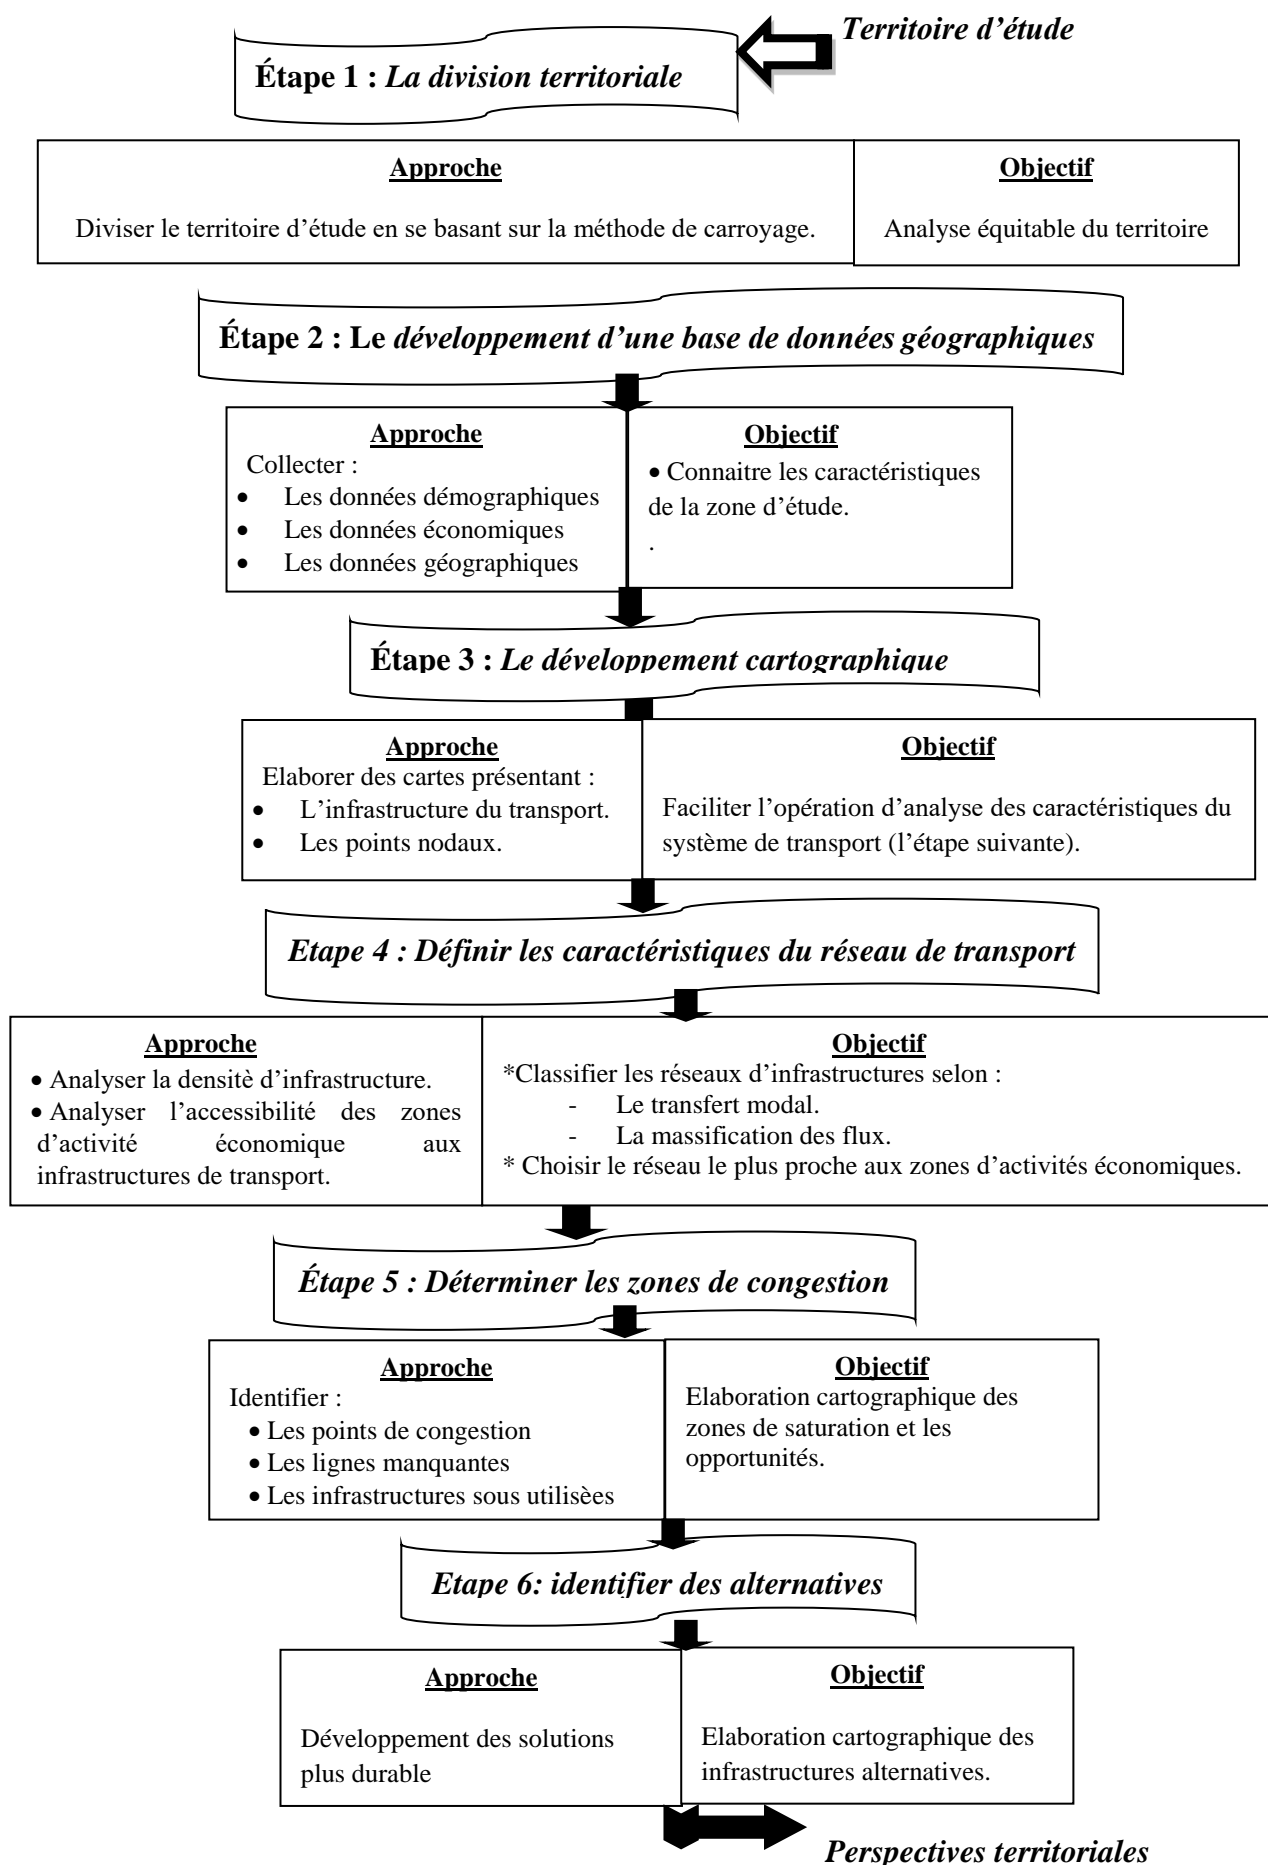 Territoire d'étude
Étape 1 : La division territoriale
Approche
Diviser le territoire d'étude en se basant sur la méthode de carroyage.
Objectif
Analyse équitable du territoire
Étape 2 : Le développement d'une base de données géographiques
Approche
Collecter :
• Les données démographiques
• Les données économiques
• Les données géographiques
Objectif
• Connaitre les caractéristiques
de la zone d'étude.
.
Étape 3 : Le développement cartographique
Approche
Elaborer des cartes présentant :
• L'infrastructure du transport.
• Les points nodaux.
Objectif
Faciliter l'opération d'analyse des caractéristiques du
système de transport (l'étape suivante).
Etape 4 : Définir les caractéristiques du réseau de transport
Approche
• Analyser la densitè d'infrastructure.
• Analyser l'accessibilité des zones
d'activité économique aux
infrastructures de transport.
Objectif
*Classifier les réseaux d'infrastructures selon :
- Le transfert modal.
- La massification des flux.
* Choisir le réseau le plus proche aux zones d'activités économiques.
Étape 5 : Déterminer les zones de congestion
Approche
Identifier :
• Les points de congestion
• Les lignes manquantes
• Les infrastructures sous utilisèes
Objectif
Elaboration cartographique des
zones de saturation et les
opportunités.
Etape 6: identifier des alternatives
Approche
Développement des solutions
plus durable
Objectif
Elaboration cartographique des
infrastructures alternatives.
Perspectives territoriales